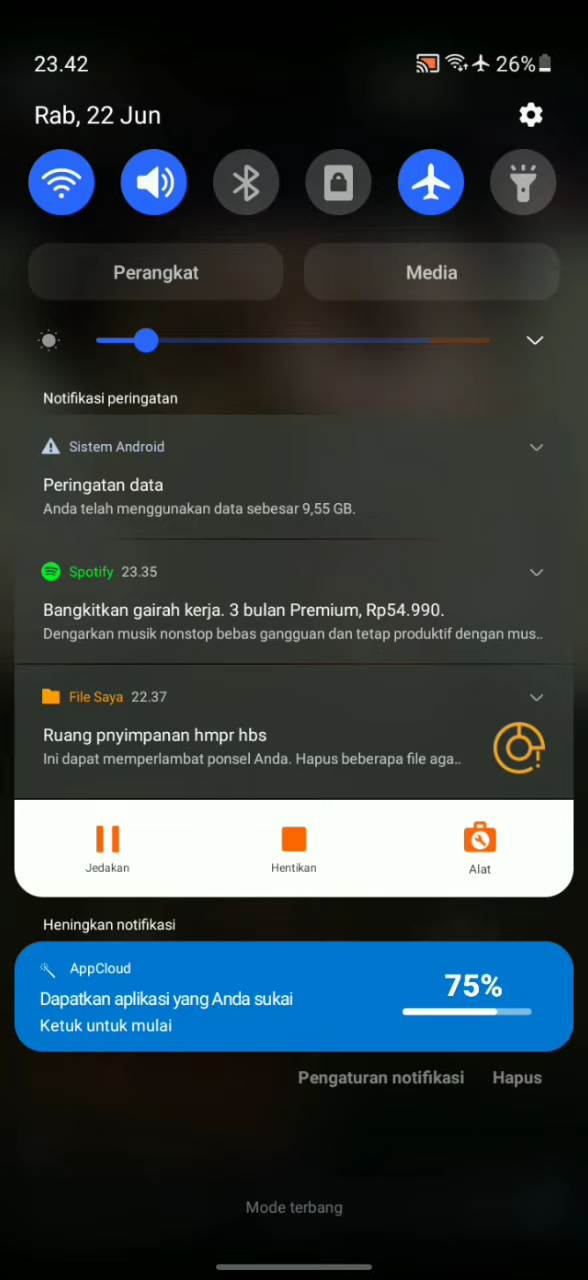 23.42
26%
Rab, 22 Jun
Perangkat
Media
Notifikasi peringatan
Sistem Android
Peringatan data
Anda telah menggunakan data sebesar 9,55 GB.
Spotify 23.35
Bangkitkan gairah kerja. 3 bulan Premium, Rp54.990.
Dengarkan musik nonstop bebas gangguan dan tetap produktif dengan mus..
File Saya 22.37
Ruang pnyimpanan hmpr hbs
Ini dapat memperlambat ponsel Anda. Hapus beberapa file aga..
Jedakan
Hentikan
Alat
Heningkan notifikasi
AppCloud
Dapatkan aplikasi yang Anda sukai
Ketuk untuk mulai
75%
Pengaturan notifikasi
Hapus
Mode terbang